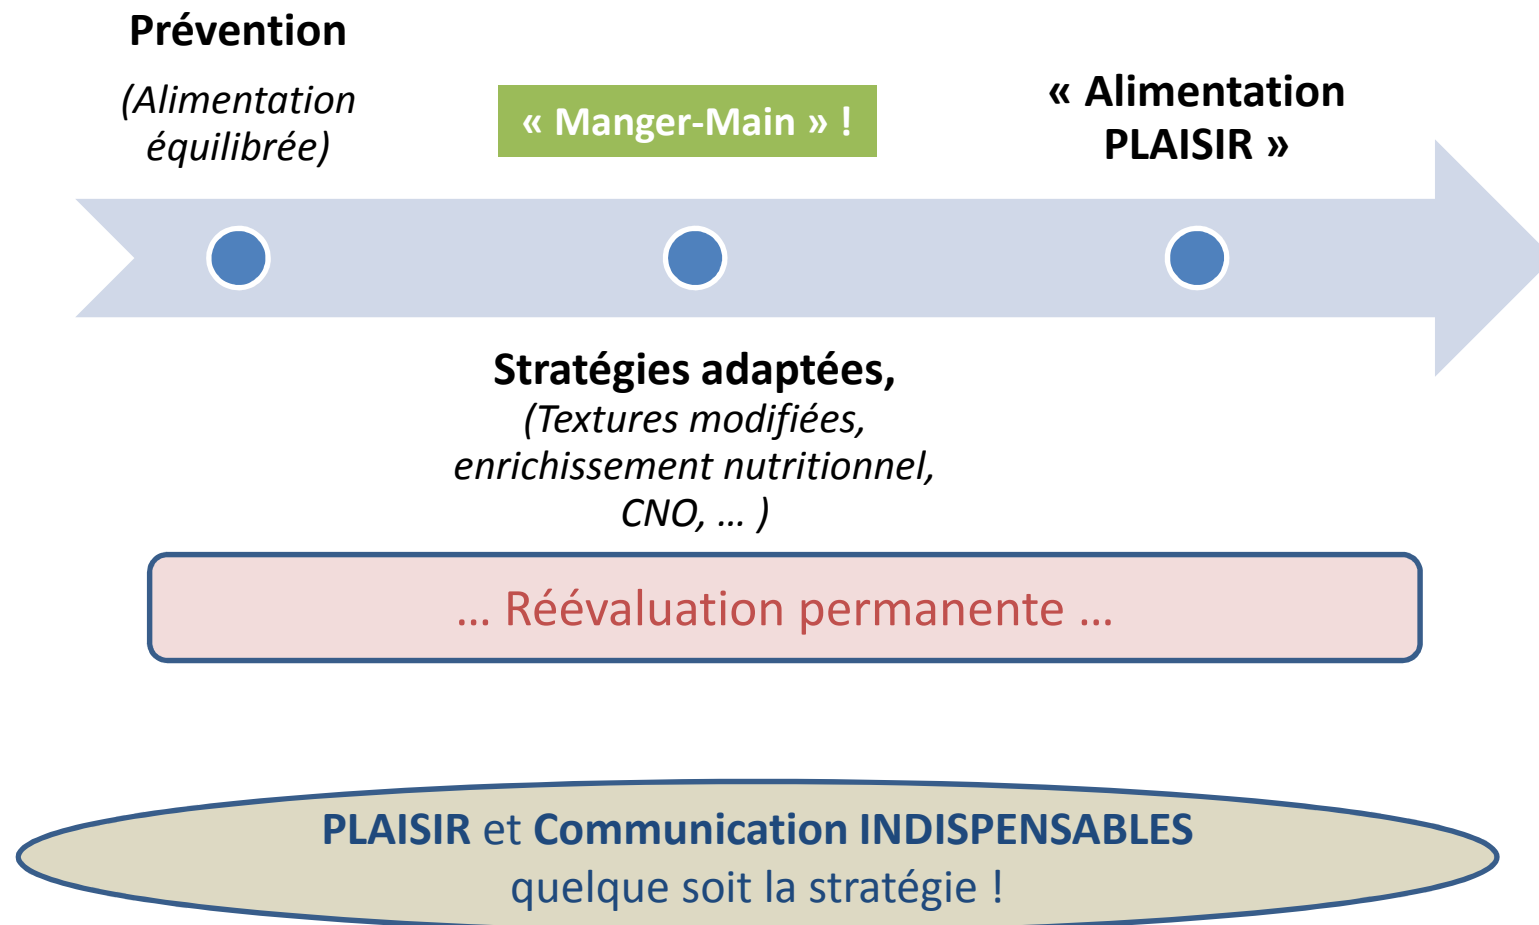 Prévention
(Alimentation
équilibrée)
« Manger-Main » !
« Alimentation
PLAISIR »
Stratégies adaptées,
(Textures modifiées,
enrichissement nutritionnel,
CNO, … )
… Réévaluation permanente …
PLAISIR et Communication INDISPENSABLES
quelque soit la stratégie !